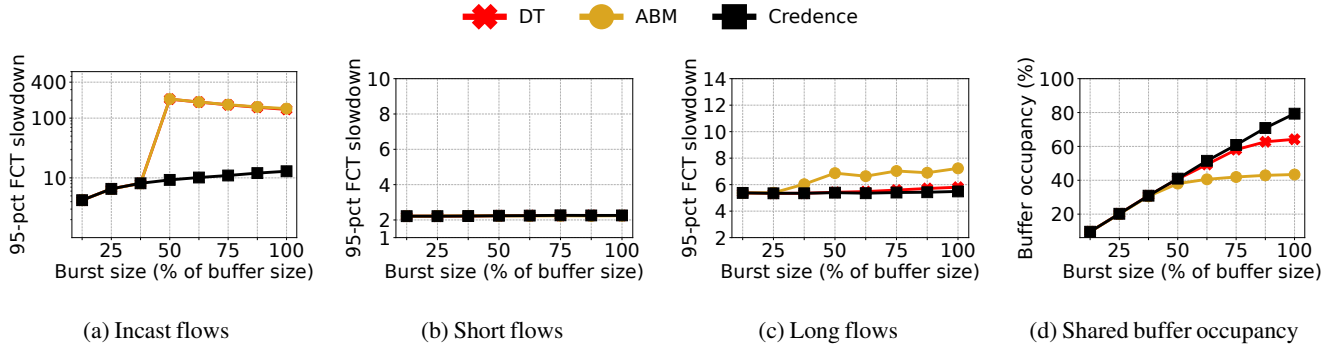 DT ABM Credence
95-pct FCT slowdown
400
100
10
25 50 75 100
Burst size (% of buffer size)
(a) Incast flows
95-pct FCT slowdown
10
8
6
4
2
1
25 50 75 100
Burst size (% of buffer size)
(b) Short flows
95-pct FCT slowdown
14
12
10
8
6
4
2
25 50 75 100
Burst size (% of buffer size)
(c) Long flows
Buffer occupancy (%)
100
80
60
40
20
25 50 75 100
Burst size (% of buffer size)
(d) Shared buffer occupancy